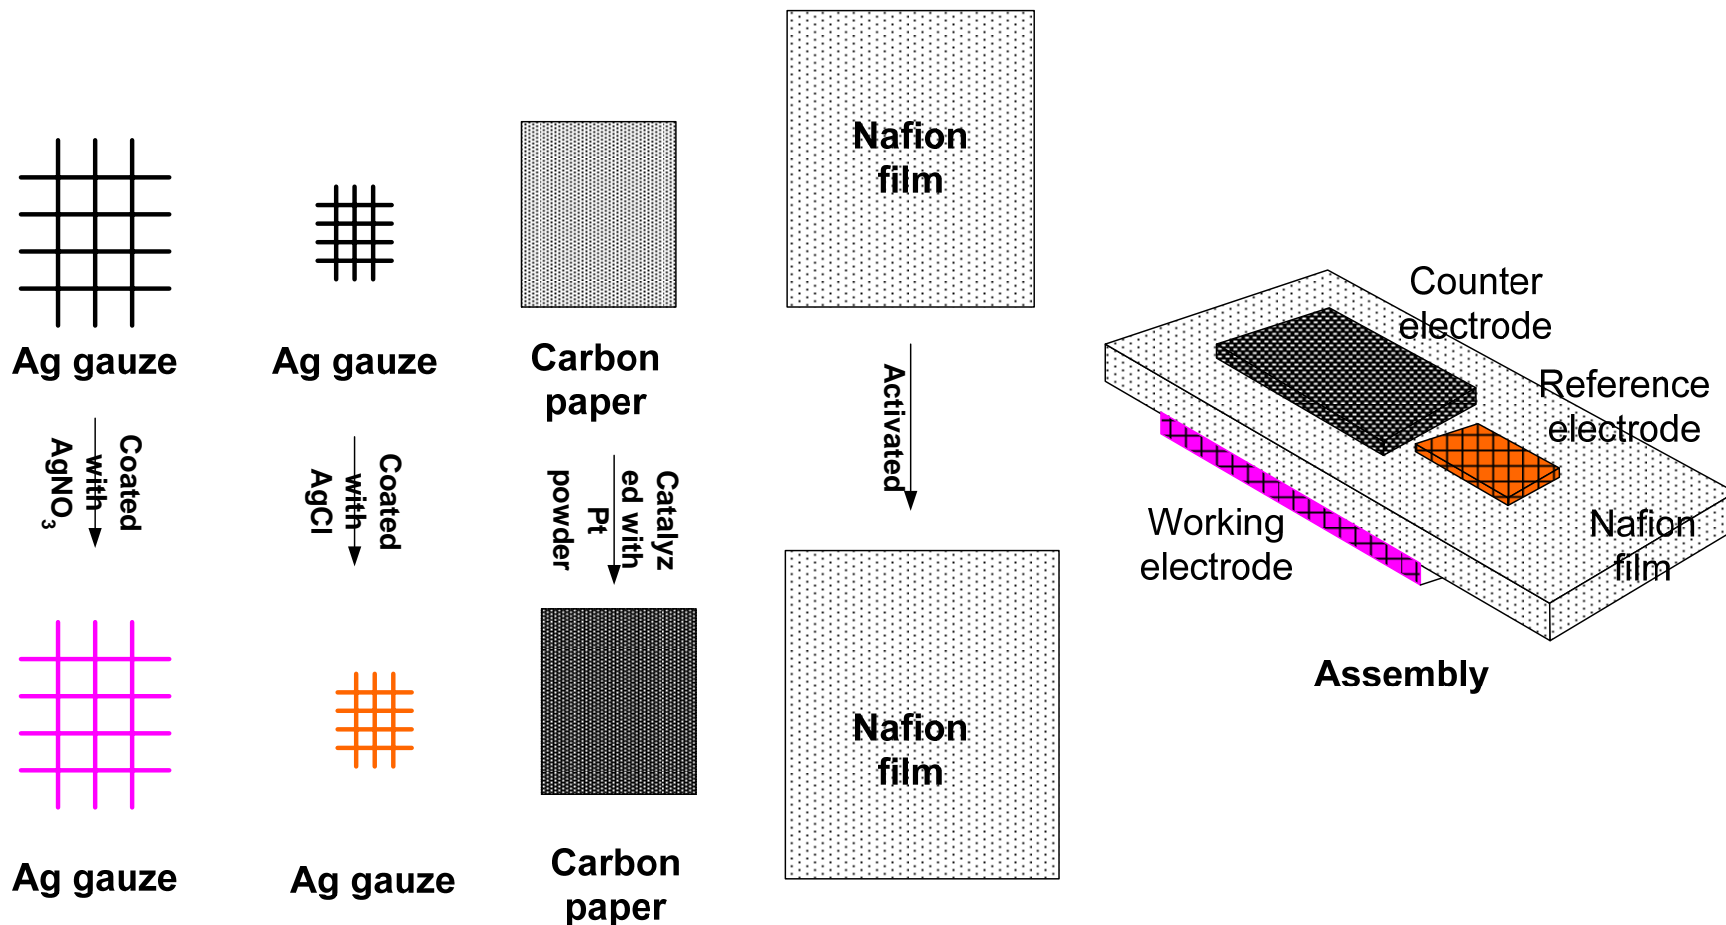 Nafion
film
Ag gauze
Ag gauze
Carbon
paper
Coated
with
AgNO3
Coated
with
AgCl
Catalyz
ed with
Pt
powder
Activated
Ag gauze
Ag gauze
Carbon
paper
Nafion
film
Counter
electrode
Reference
electrode
Working
electrode
Nafion
film
Assembly